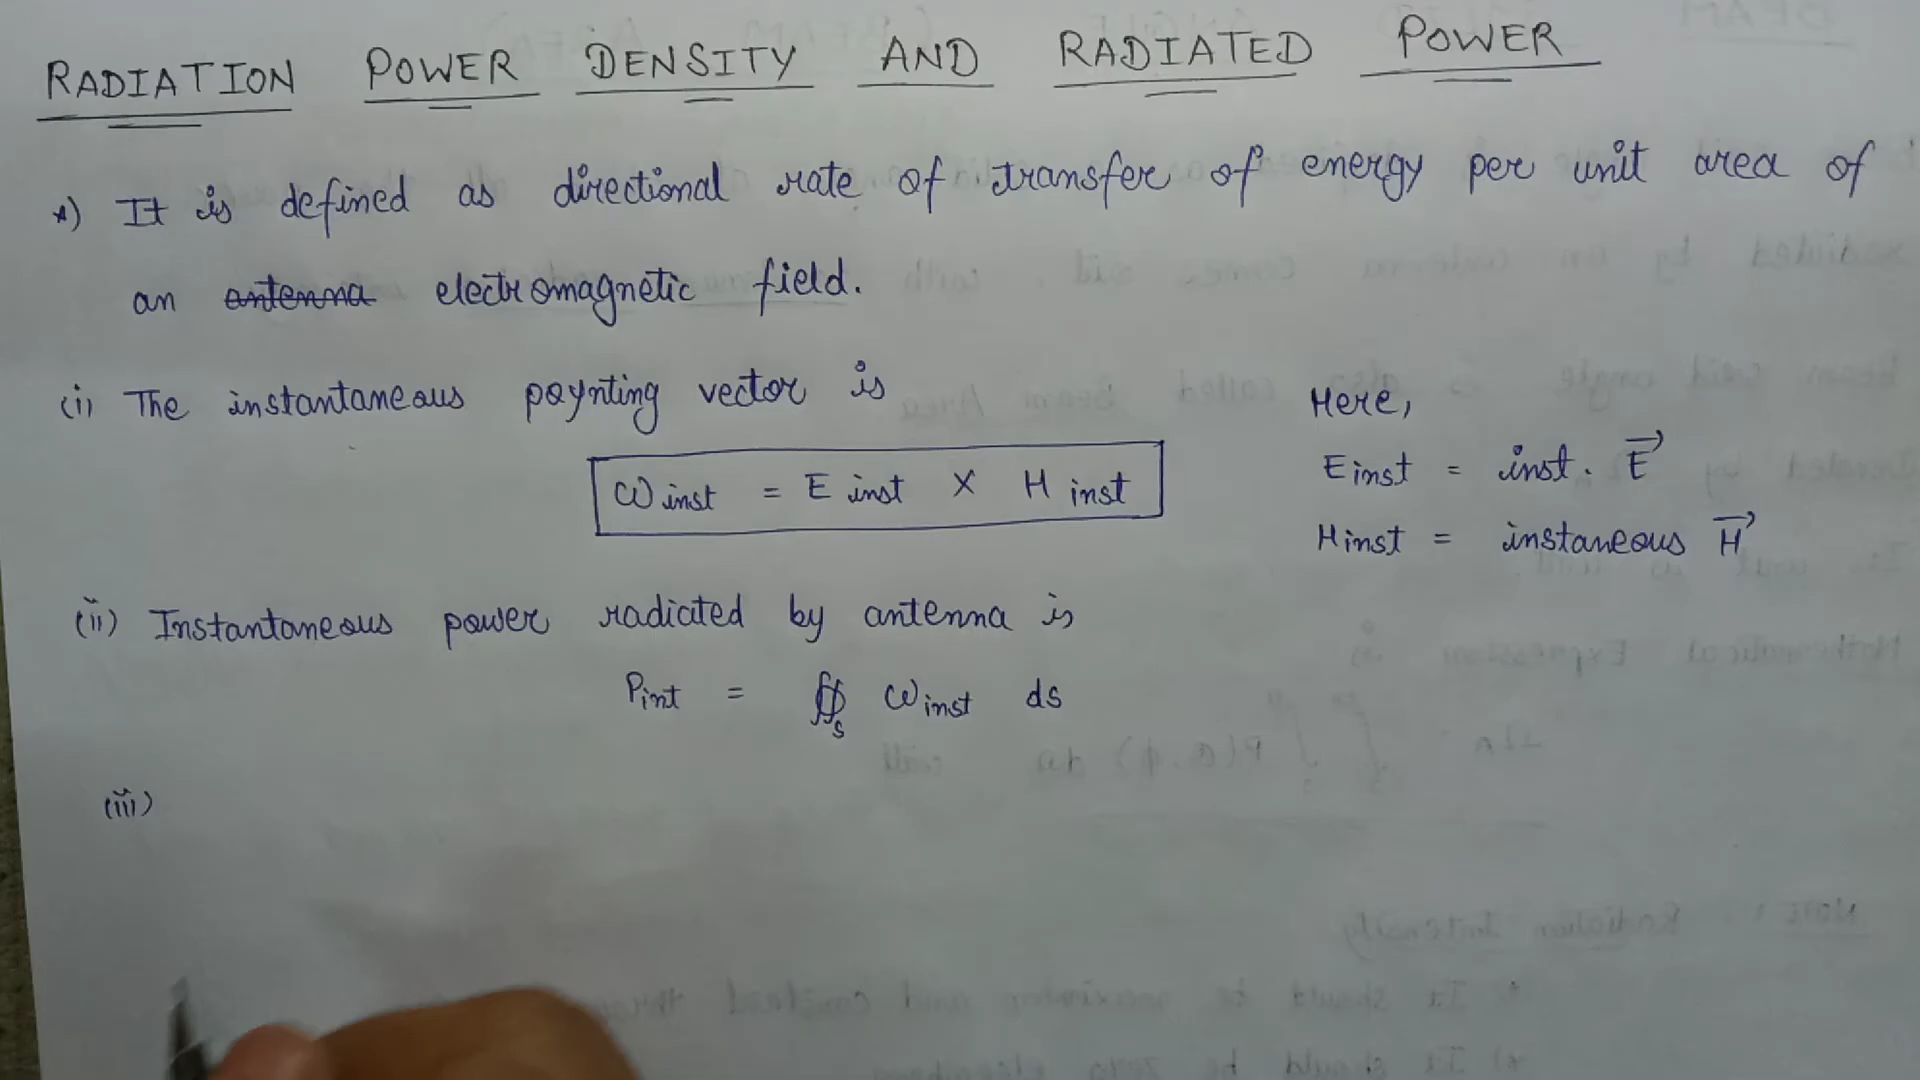 RADIATION POWER DENSITY AND RADIATED POWER
*) It is defined as directional rate of transfer of energy per unit area of
an antenna electromagnetic field.
(i) The instantaneous poynting vector is
W inst = E inst X H inst
Here,
E inst = inst. E⃗
H inst = instaneous H⃗
(ii) Instantaneous power radiated by antenna is
Pint = ∯s W inst ds
(iii)